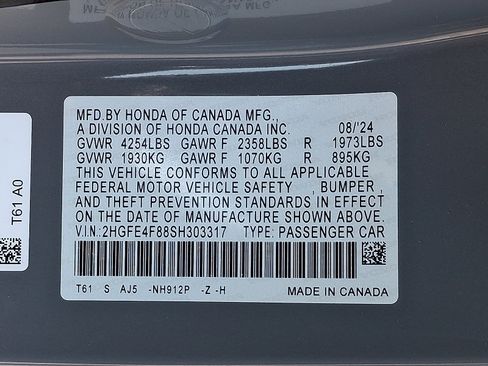 MFD.BY HONDA OF CANADA MFG.,
A DIVISION OF HONDA CANADA INC. 08/'24
GVWR 4254LBS GAWR F 2358LBS R 1973LBS
GVWR 1930KG GAWR F 1070KG R 895KG
THIS VEHICLE CONFORMS TO ALL APPLICABLE
FEDERAL MOTOR VEHICLE SAFETY , BUMPER ,
AND THEFT PREVENTION STANDARDS IN EFFECT
ON THE DATE OF MANUFACTURE SHOWN ABOVE.
V.I.N:2HGFE4F88SH303317 TYPE: PASSENGER CAR
T61 S AJ5 -NH912P -Z -H MADE IN CANADA
T61 A0